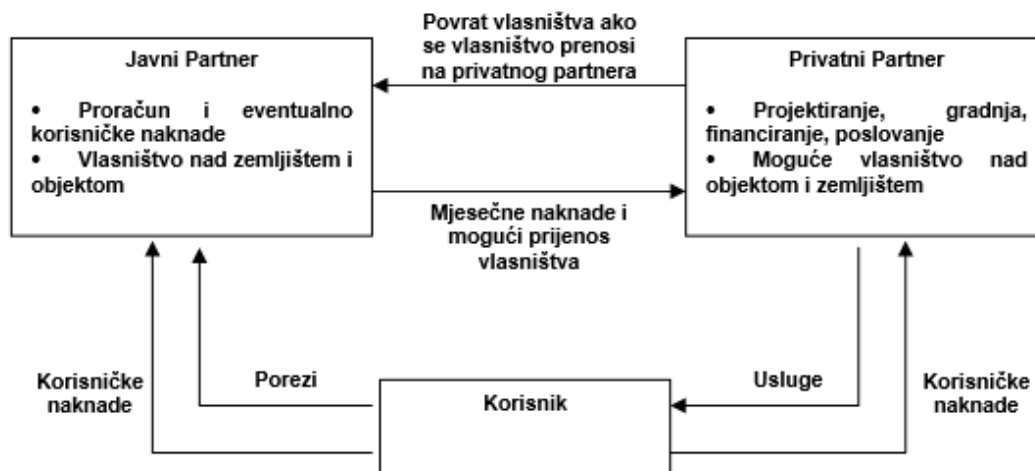 Povrat vlasništva ako
se vlasništvo prenosi
na privatnog partnera
Javni Partner
• Proračun i eventualno
korisničke naknade
• Vlasništvo nad zemljištem i
objektom
Privatni Partner
• Projektiranje, gradnja,
financiranje, poslovanje
• Moguće vlasništvo nad
objektom i zemljištem
Mjesečne naknade i
mogući prijenos
vlasništva
Korisničke
naknade
Porezi
Korisnik
Usluge
Korisničke
naknade